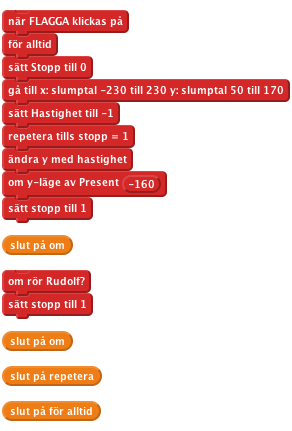 när FLAGGA klickas på
för alltid
sätt Stopp till 0
gå till x: slumptal -230 till 230 y: slumptal 50 till 170
sätt Hastighet till -1
repetera tills stopp = 1
ändra y med hastighet
om y-läge av Present -160
sätt stopp till 1
slut på om
om rör Rudolf?
sätt stopp till 1
slut på om
slut på repetera
slut på för alltid